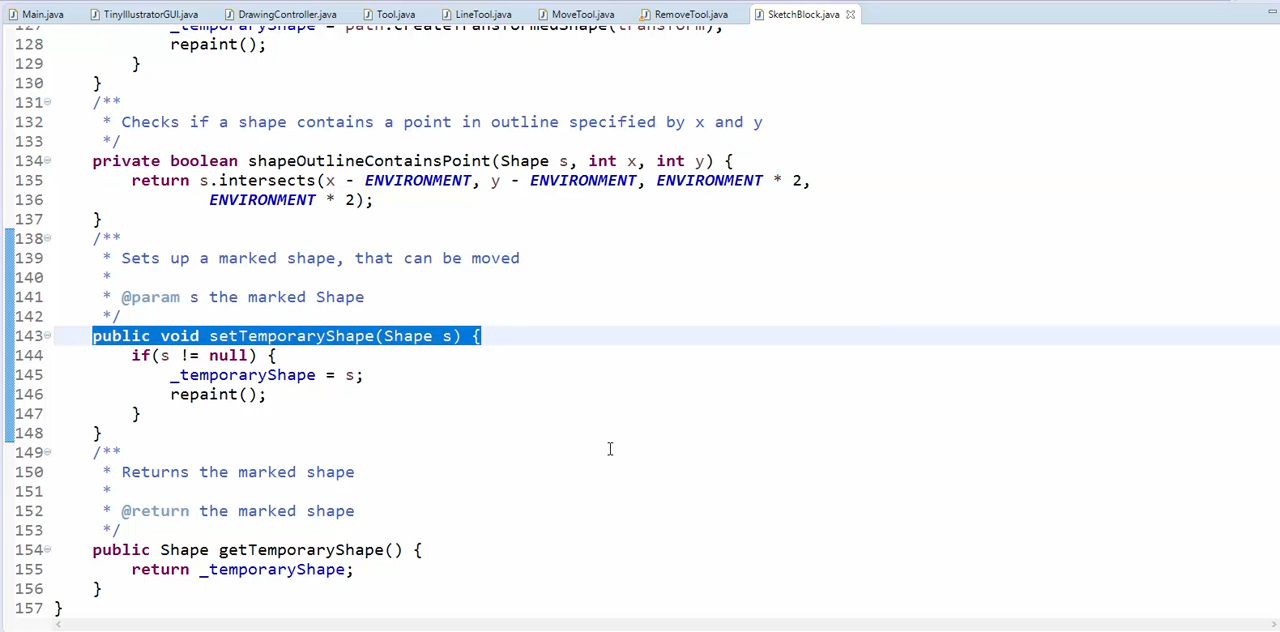 Main.java TinyIllustratorGUI.java DrawingController.java Tool.java LineTool.java MoveTool.java RemoveTool.java SketchBlock.java
127 _temporaryShape = path.createTransformedShape(transform);
128 repaint();
129 }
130 }
131 /**
132 * Checks if a shape contains a point in outline specified by x and y
133 */
134 private boolean shapeOutlineContainsPoint(Shape s, int x, int y) {
135 return s.intersects(x - ENVIRONMENT, y - ENVIRONMENT, ENVIRONMENT * 2,
136 ENVIRONMENT * 2);
137 }
138 /**
139 * Sets up a marked shape, that can be moved
140 *
141 * @param s the marked Shape
142 */
143 public void setTemporaryShape(Shape s) {
144 if(s != null) {
145 _temporaryShape = s;
146 repaint();
147 }
148 }
149 /**
150 * Returns the marked shape
151 *
152 * @return the marked shape
153 */
154 public Shape getTemporaryShape() {
155 return _temporaryShape;
156 }
157 }